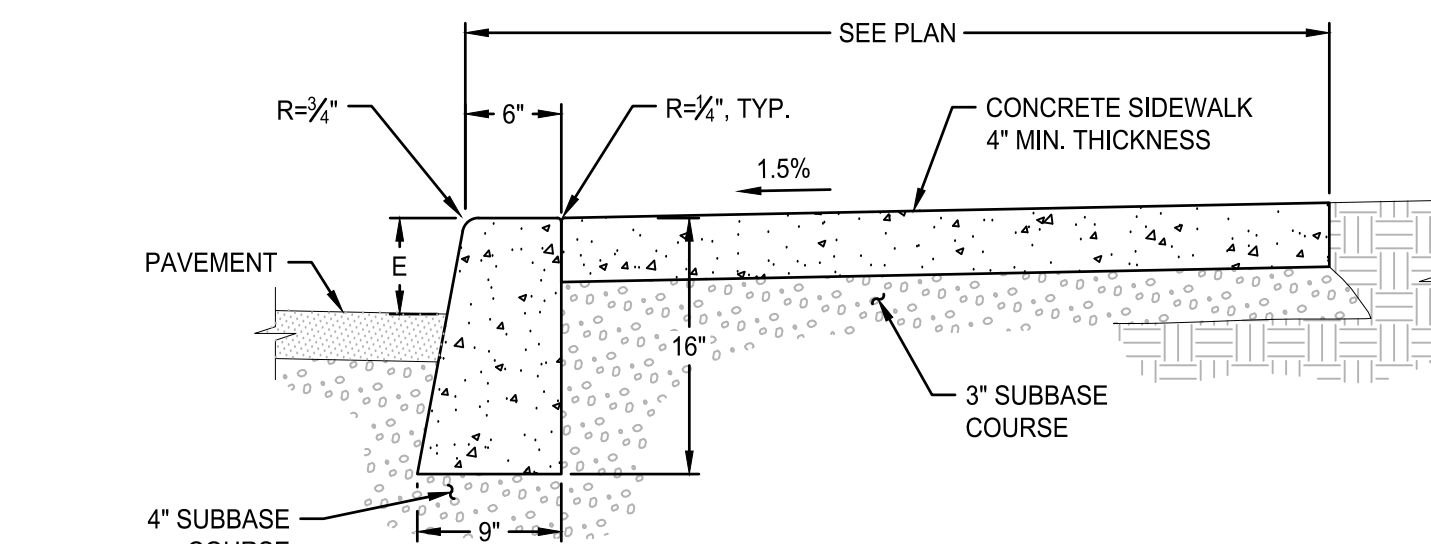 SEE PLAN
R=3/4"
6"
R=1/4", TYP.
CONCRETE SIDEWALK
4" MIN. THICKNESS
1.5%
PAVEMENT
E
16"
3" SUBBASE
COURSE
4" SUBBASE
COURSE
9"